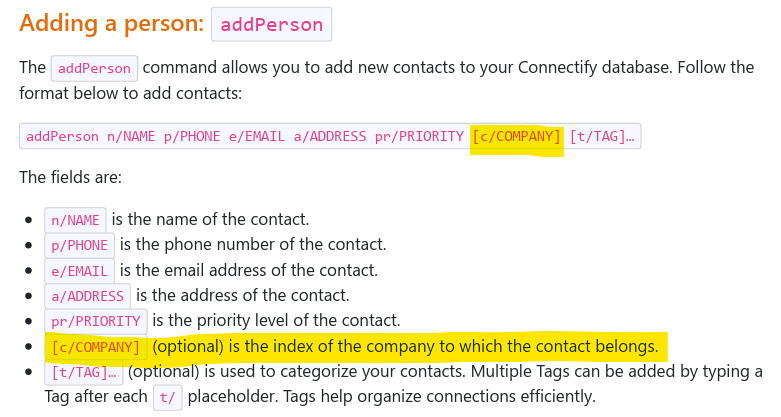 Adding a person: addPerson
The addPerson command allows you to add new contacts to your Connectify database. Follow the
format below to add contacts:
addPerson n/NAME p/PHONE e/EMAIL a/ADDRESS pr/PRIORITY [c/COMPANY] [t/TAG]…
The fields are:
• n/NAME is the name of the contact.
• p/PHONE is the phone number of the contact.
• e/EMAIL is the email address of the contact.
• a/ADDRESS is the address of the contact.
• pr/PRIORITY is the priority level of the contact.
• [c/COMPANY] (optional) is the index of the company to which the contact belongs.
• [t/TAG]… (optional) is used to categorize your contacts. Multiple Tags can be added by typing a
Tag after each t/ placeholder. Tags help organize connections efficiently.